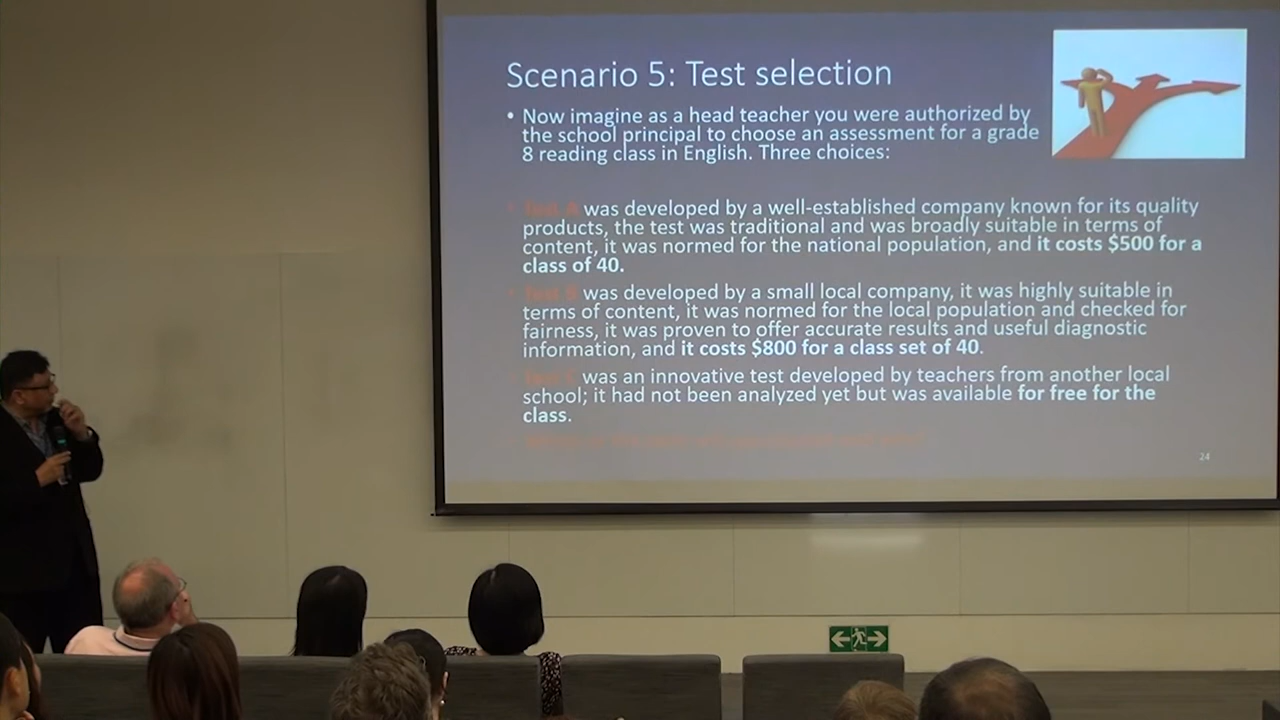 Scenario 5: Test selection
• Now imagine as a head teacher you were authorized by
the school principal to choose an assessment for a grade
8 reading class in English. Three choices:
• Test A was developed by a well-established company known for its quality
products, the test was traditional and was broadly suitable in terms of
content, it was normed for the national population, and it costs $500 for a
class of 40.
• Test B was developed by a small local company, it was highly suitable in
terms of content, it was normed for the local population and checked for
fairness, it was proven to offer accurate results and useful diagnostic
information, and it costs $800 for a class set of 40.
was an innovative test developed by teachers from another local
school; it had not been analyzed yet but was available for free for the
class.
24